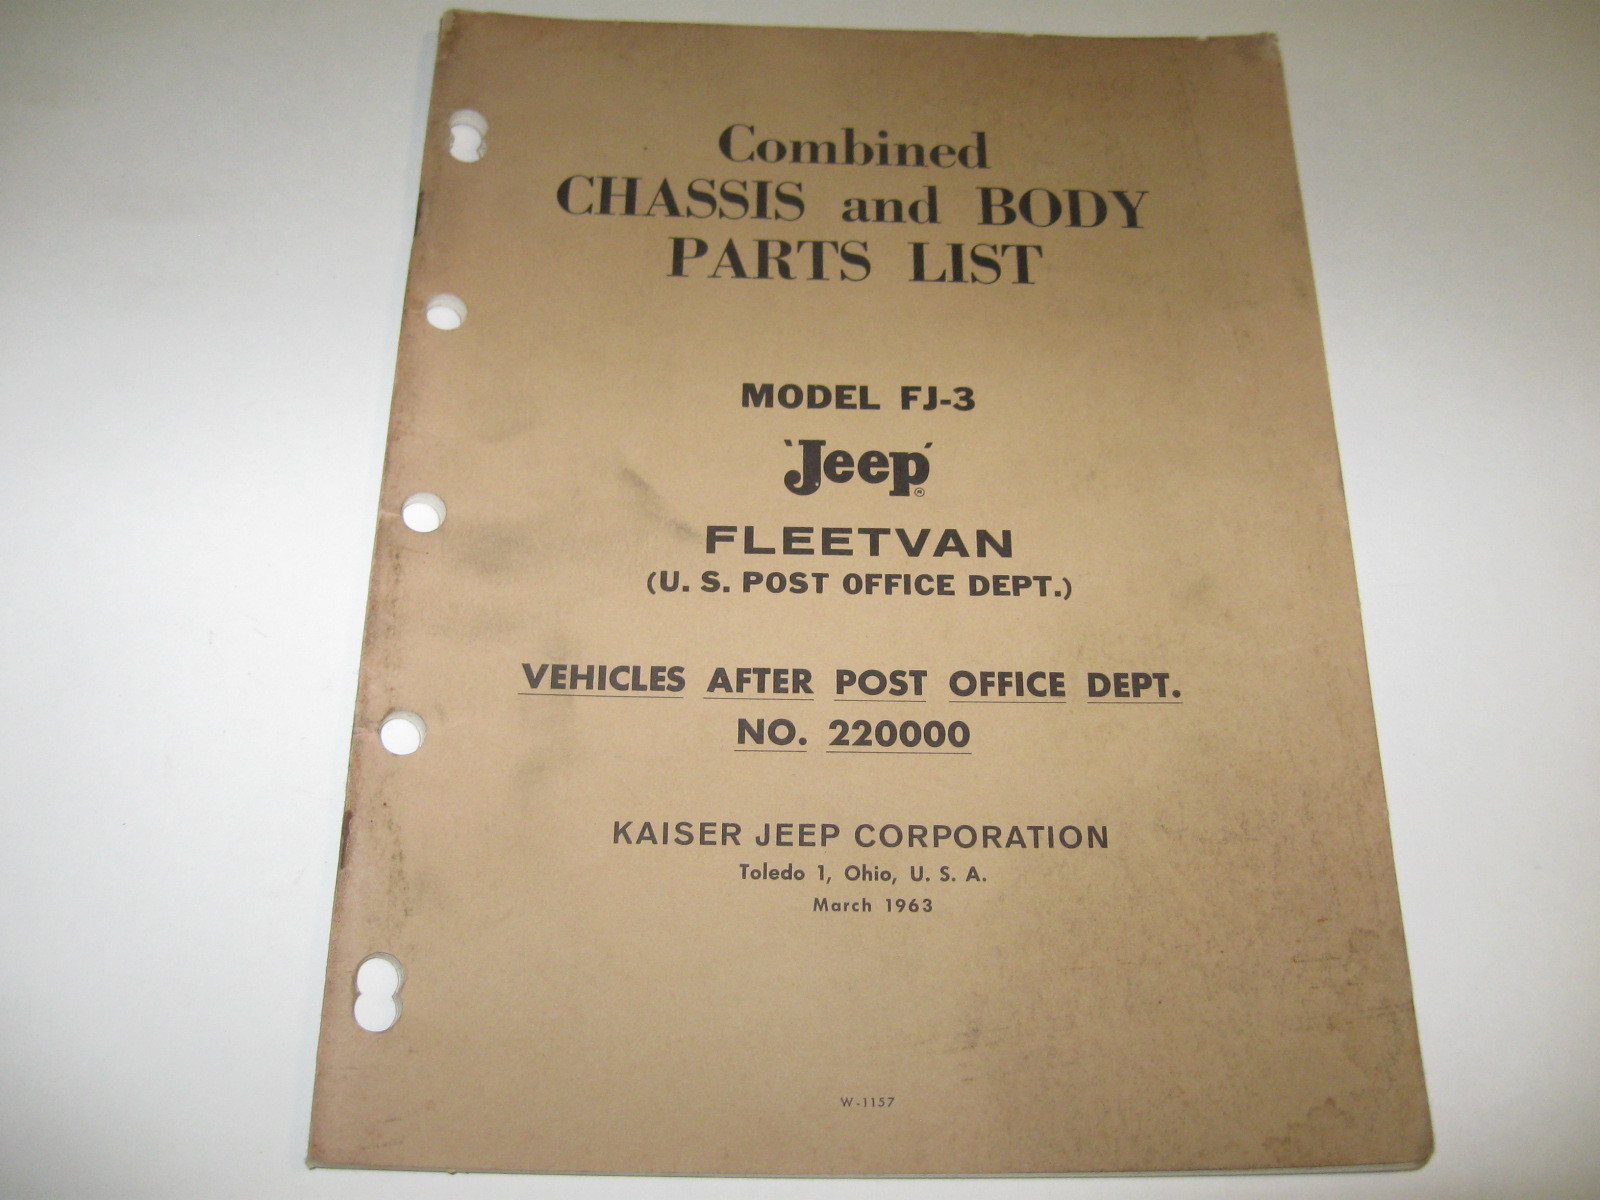 Combined
CHASSIS and BODY
PARTS LIST
MODEL FJ-3
'Jeep'®
FLEETVAN
(U. S. POST OFFICE DEPT.)
VEHICLES AFTER POST OFFICE DEPT.
NO. 220000
KAISER JEEP CORPORATION
Toledo 1, Ohio, U. S. A.
March 1963
W-1157